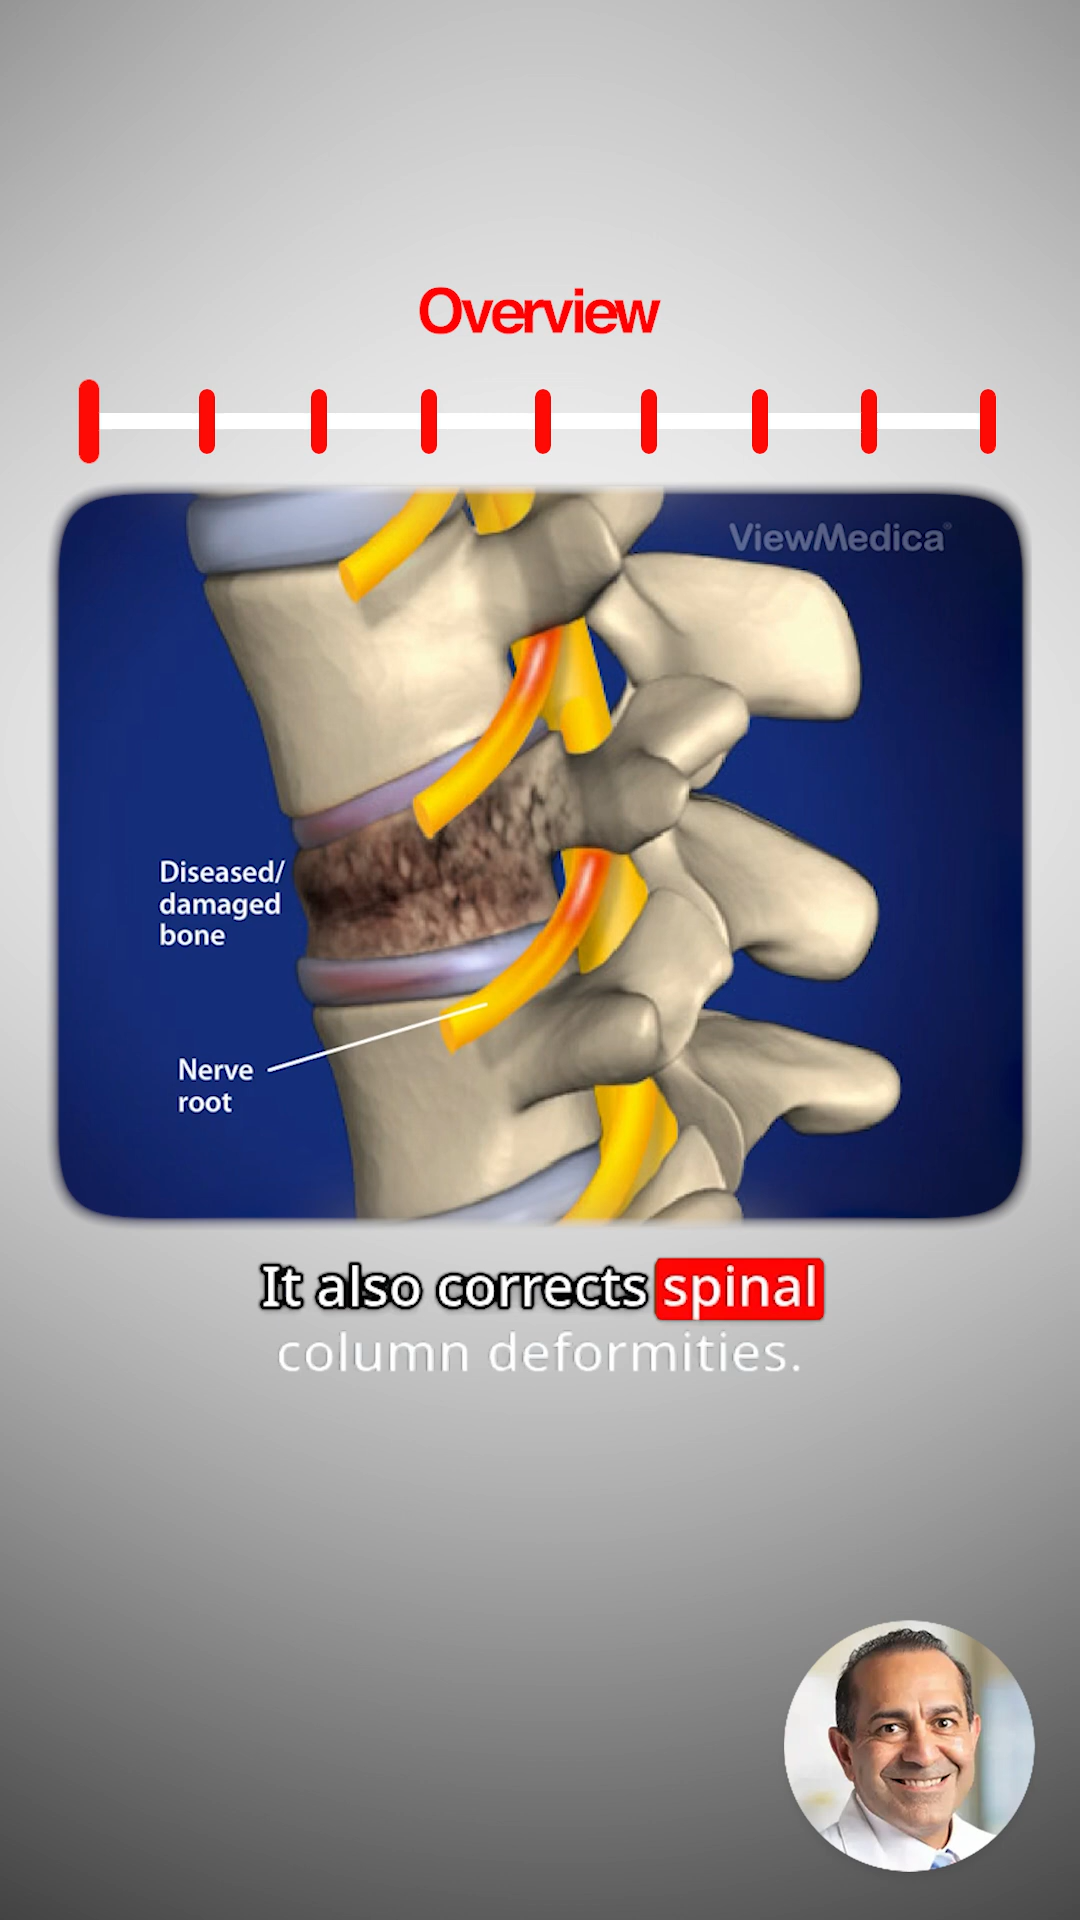 Overview
ViewMedica®
Diseased/
damaged
bone
Nerve
root
It also corrects spinal
column deformities.